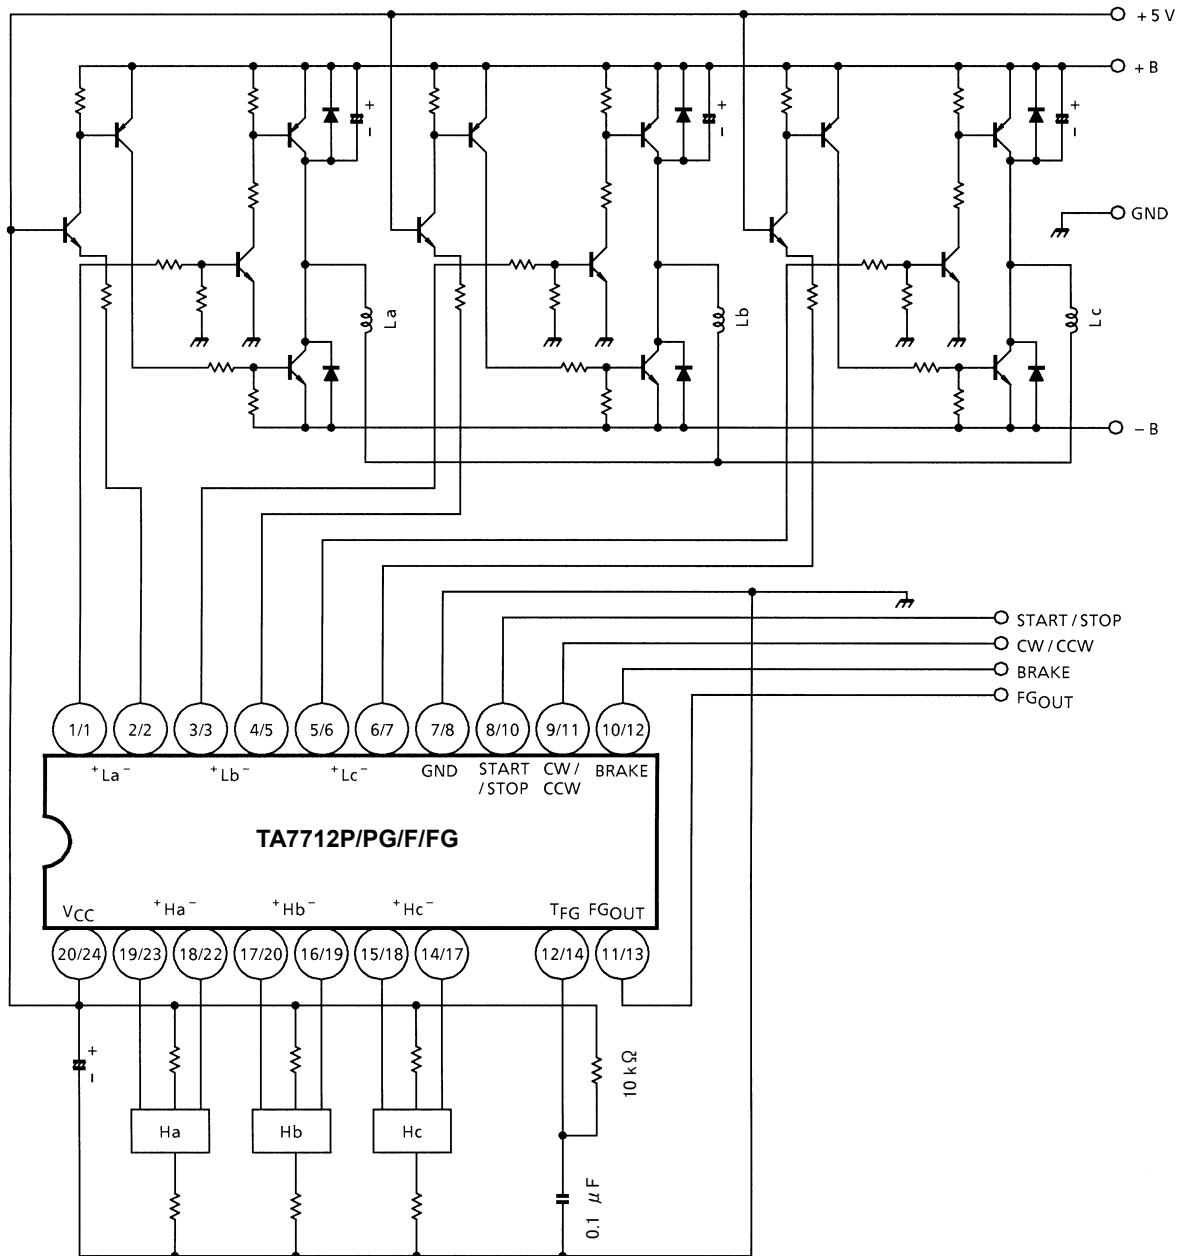 +5 V
+B
+
−
+
−
+
−
GND
La
Lb
Lc
−B
START/STOP
CW/CCW
BRAKE
FGOUT
1/1
2/2
3/3
4/5
5/6
6/7
7/8
8/10
9/11
10/12
+La−
+Lb−
+Lc−
GND
START
/STOP
CW/
CCW
BRAKE
TA7712P/PG/F/FG
VCC
+Ha−
+Hb−
+Hc−
TFG
FGOUT
20/24
19/23
18/22
17/20
16/19
15/18
14/17
12/14
11/13
+
−
10 kΩ
Ha
Hb
Hc
0.1 μF